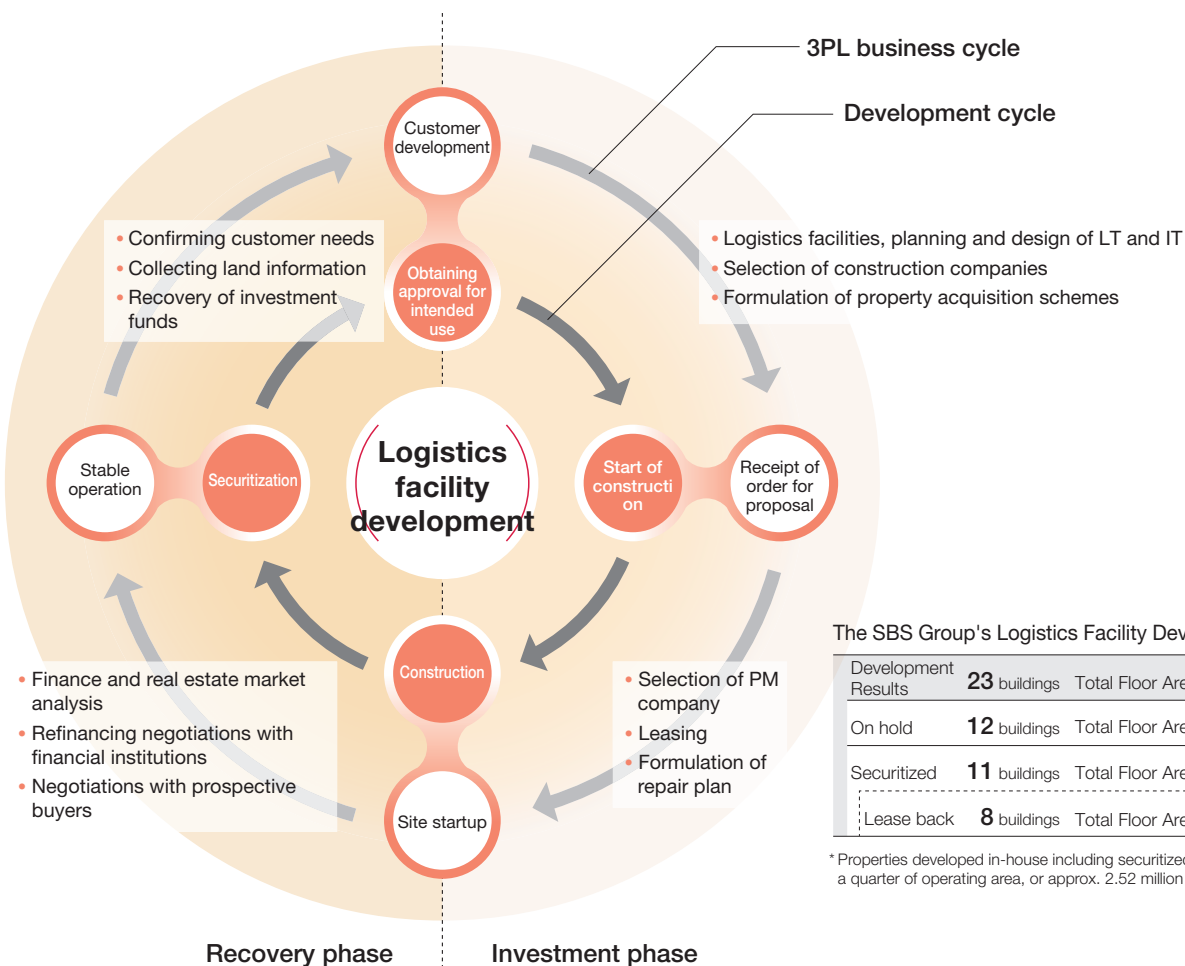 3PL business cycle
Development cycle
Customer
development
• Confirming customer needs
• Collecting land information
• Recovery of investment
funds
Obtaining
approval for
intended
use
• Logistics facilities, planning and design of LT and IT
• Selection of construction companies
• Formulation of property acquisition schemes
Stable
operation
Securitization
Logistics
facility
development
Start of
constructi
on
Receipt of
order for
proposal
Construction
• Finance and real estate market
analysis
• Refinancing negotiations with
financial institutions
• Negotiations with prospective
buyers
• Selection of PM
company
• Leasing
• Formulation of
repair plan
Site startup
The SBS Group's Logistics Facility Dev
Development
Results 23 buildings Total Floor Are
On hold 12 buildings Total Floor Are
Securitized 11 buildings Total Floor Are
Lease back 8 buildings Total Floor Are
* Properties developed in-house including securitized
a quarter of operating area, or approx. 2.52 million
Recovery phase
Investment phase